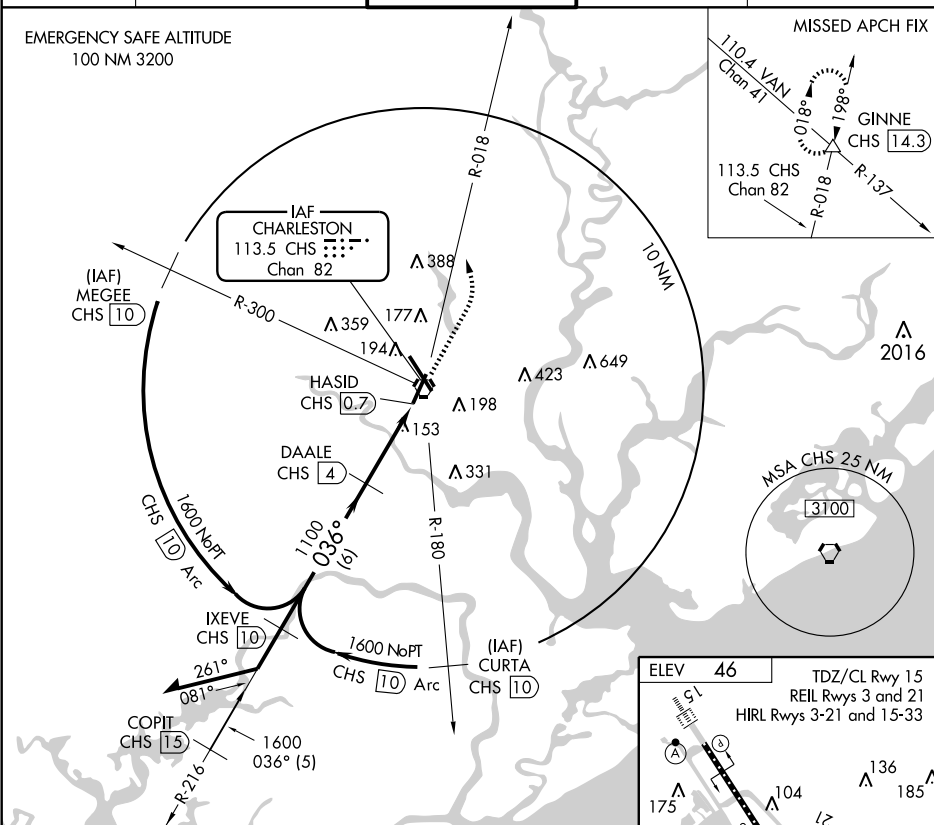 EMERGENCY SAFE ALTITUDE
100 NM 3200
MISSED APCH FIX
110.4 VAN
Chan 41
018°
198°
GINNE
CHS 14.3
113.5 CHS
Chan 82
R-018
R-137
R-018
IAF
CHARLESTON
113.5 CHS
Chan 82
(IAF)
MEGEE
CHS 10
R-300
388
359
177
194
10 NM
2016
649
423
HASID
CHS 0.7
198
153
DAALE
CHS 4
331
MSA CHS 25 NM
3100
R-180
1600 NoPT
CHS 10 Arc
1100
036°
(6)
IXEVE
CHS 10
1600 NoPT
CHS 10 Arc
(IAF)
CURTA
CHS 10
261°
081°
COPIT
CHS 15
1600
036° (5)
R-216
ELEV 46
TDZ/CL Rwy 15
REIL Rwys 3 and 21
HIRL Rwys 3-21 and 15-33
15
A
P
175
104
136
185
21